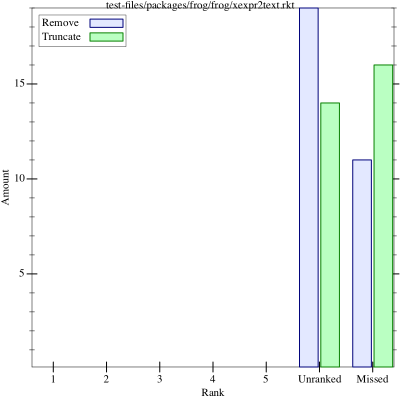 test-files/packages/frog/frog/xexpr2text.rkt
Remove
Truncate
15
10
5
Amount
1 2 3 4 5 Unranked Missed
Rank